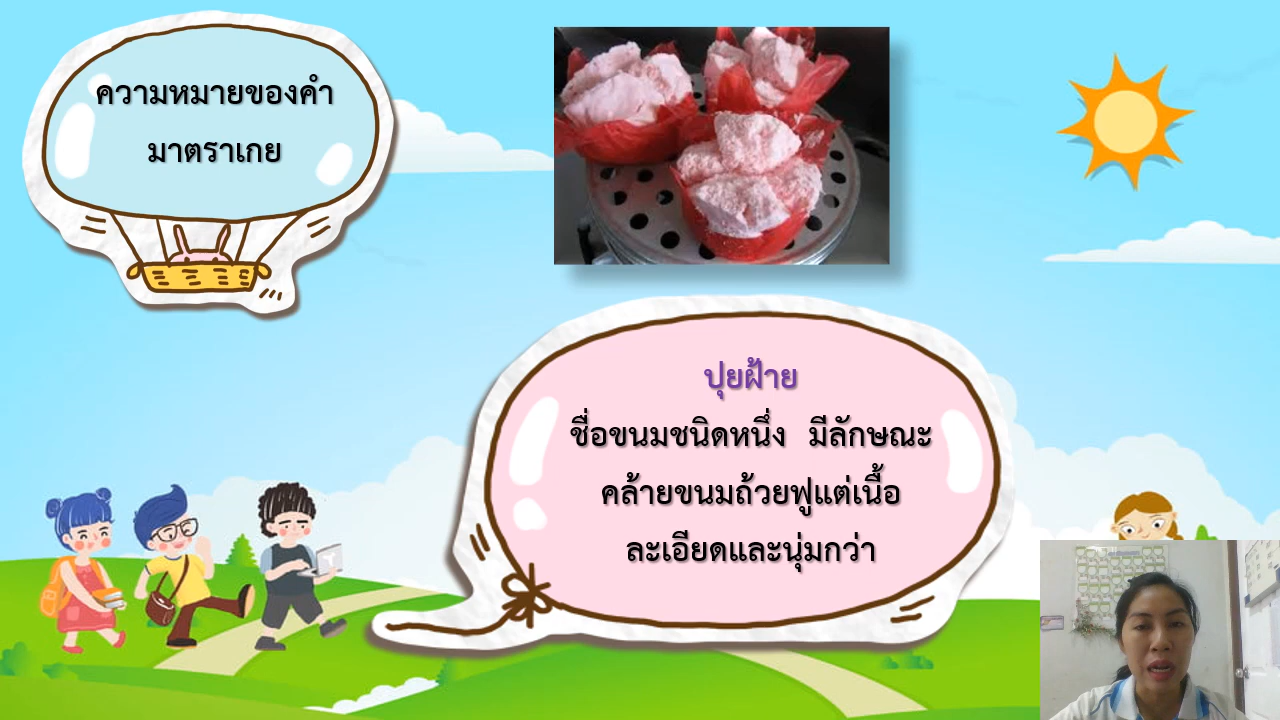 ความหมายของคำ
มาตราเกย
ปุยฝ้าย
ชื่อขนมชนิดหนึ่ง มีลักษณะ
คล้ายขนมถ้วยฟูแต่เนื้อ
ละเอียดและนุ่มกว่า